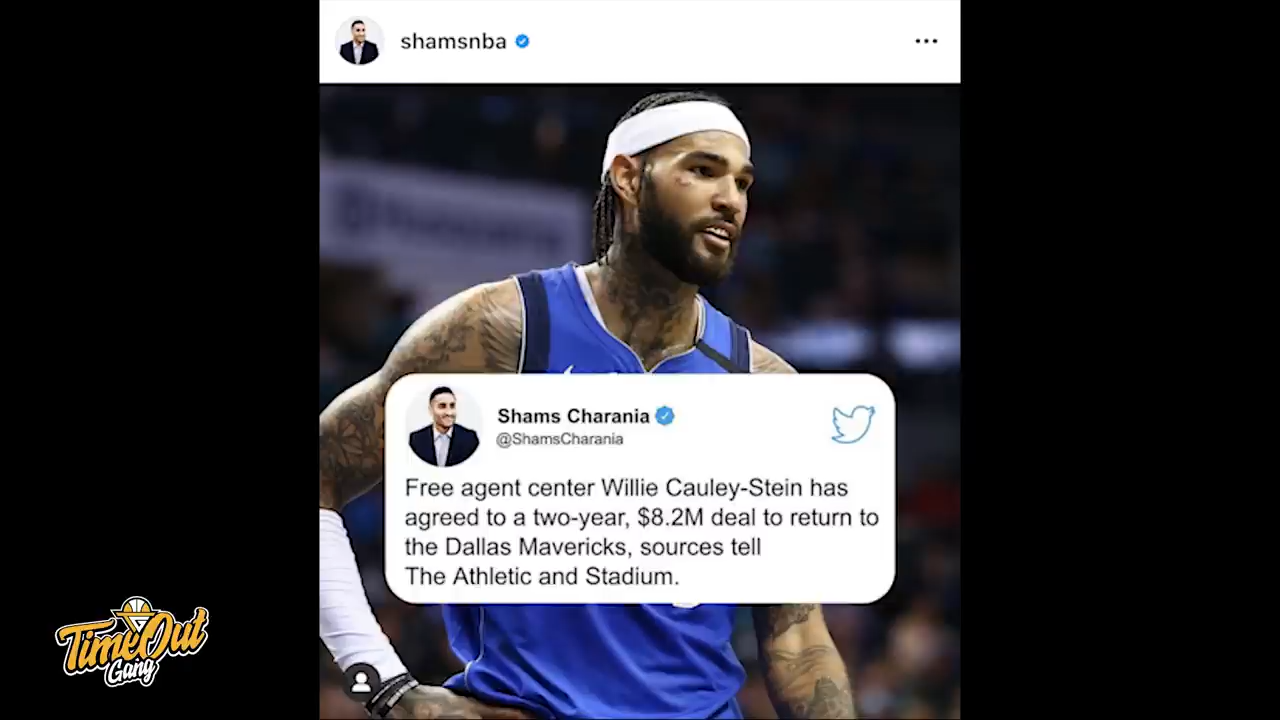 shamsnba
Shams Charania
@ShamsCharania
Free agent center Willie Cauley-Stein has
agreed to a two-year, $8.2M deal to return to
the Dallas Mavericks, sources tell
The Athletic and Stadium.
TimeOut
Gang